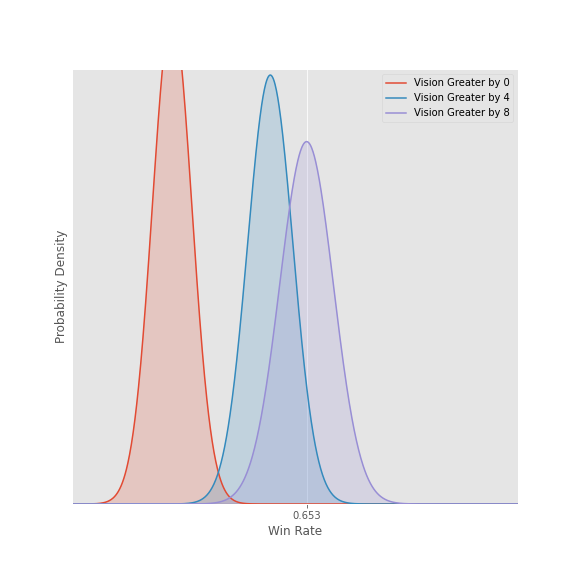 Vision Greater by 0
Vision Greater by 4
Vision Greater by 8
Probability Density
0.653
Win Rate